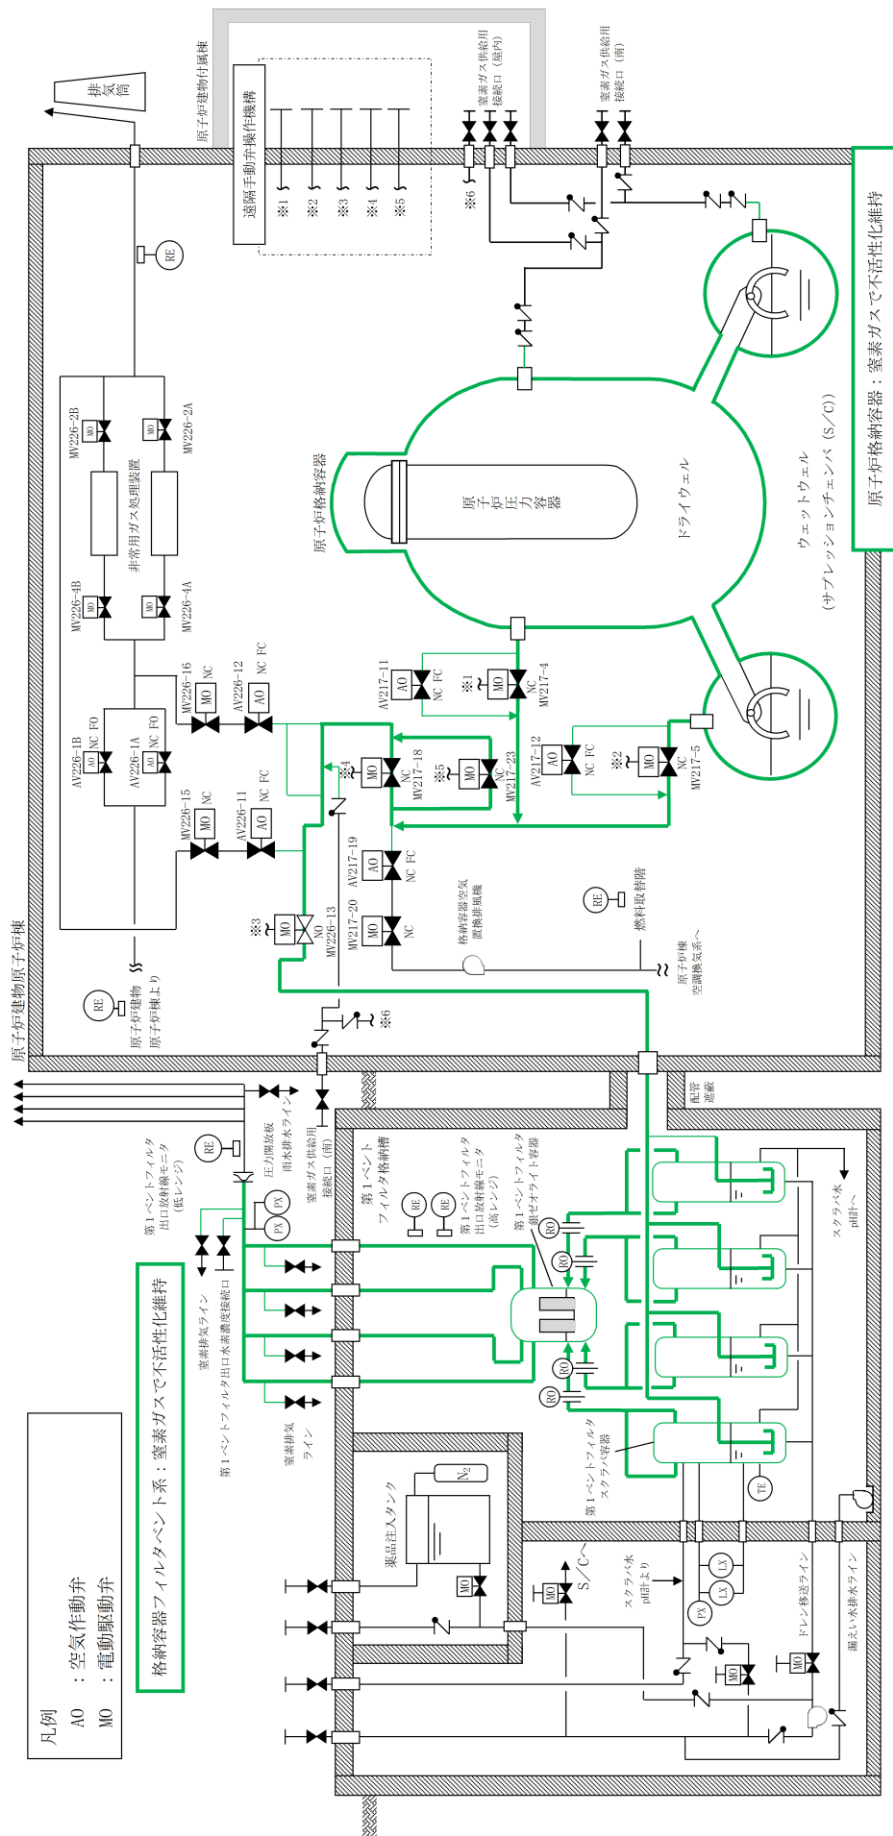 凡例
AO ：空気作動弁
MO ：電動駆動弁
格納容器フィルタベント系：窒素ガスで不活性化維持
原子炉格納容器：窒素ガスで不活性化維持
原子炉建物原子炉棟
原子炉建物付属棟
排気筒
遠隔手動弁操作機構
※1
※2
※3
※4
※5
※6
窒素ガス供給用
接続口（屋内）
窒素ガス供給用
接続口（南）
RE
MV226-2B
MO
MV226-2A
MO
非常用ガス処理装置
MV226-4B
MO
MV226-4A
MO
MV226-16
MO NC
AV226-12
AO
NC FC
AV226-1B
AO NC FO
AV226-1A
AO NC FO
MV226-15
MO NC
AV226-11
AO
NC FC
RE
原子炉建物
原子炉棟より
原子炉格納容器
原子炉圧力容器
ドライウェル
ウェットウェル
(サプレッションチェンバ (S/C))
AV217-11
AO
NC FC
※1
MO
NC
MV217-4
AV217-12
AO
NC FC
※2
MO
NC
MV217-5
※4
MO
NC
MV217-18
※5
MO
NC
MV217-23
AV217-19
AO
NC FC
MV217-20
MO
NC
※3
MO
NO
MV226-13
格納容器空気
置換排風機
RE
燃料取替階
原子炉棟
空調換気系へ
※6
配管
遮蔽
第1ベントフィルタ
出口放射線モニタ
(低レンジ)
RE
圧力開放板
雨水排水ライン
窒素ガス供給用
接続口（南）
PX
PX
窒素排気ライン
第1ベントフィルタ出口水素濃度接続口
窒素排気
ライン
第1ベント
フィルタ格納槽
RE
RE
第1ベントフィルタ
出口放射線モニタ
(高レンジ)
第1ベントフィルタ
銀ゼオライト容器
RO
RO
RO
RO
第1ベントフィルタ
スクラバ容器
TE
スクラバ水
pH計へ
薬品注入タンク
N₂
MO
MO
S/Cへ
スクラバ水
pH計より
PX
LX
LX
MO
MO
ドレン移送ライン
漏えい水排水ライン